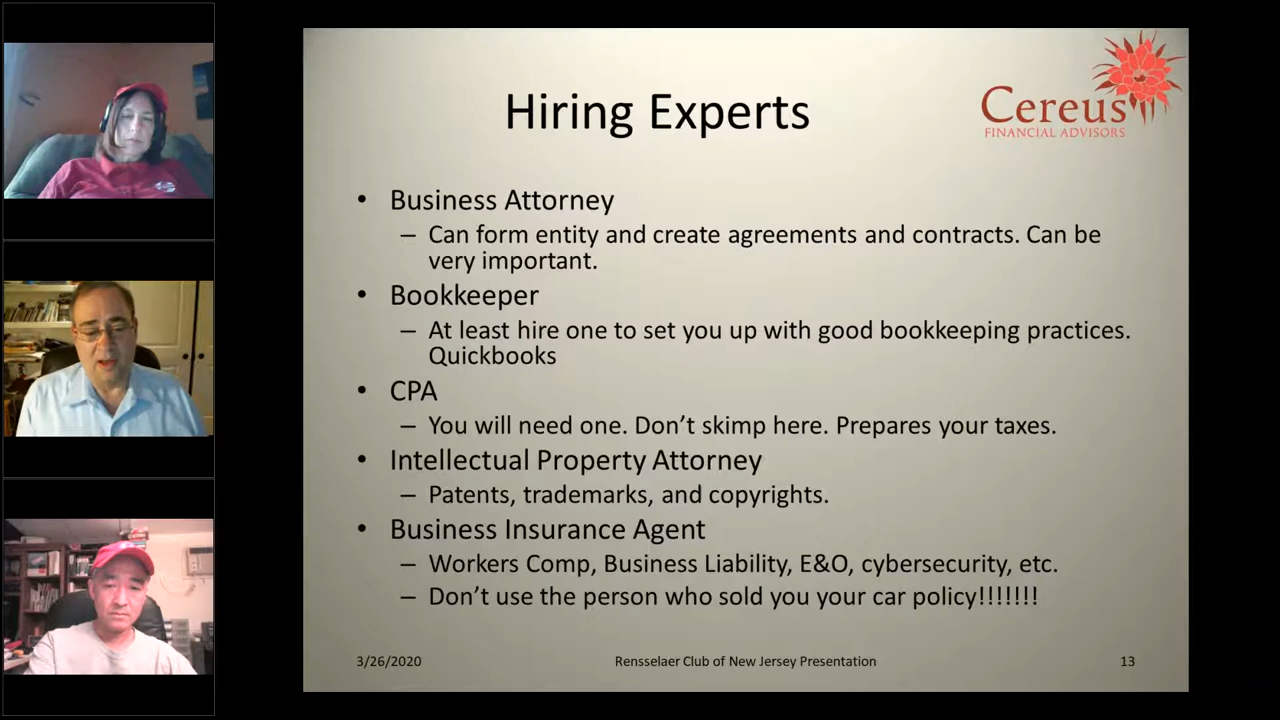 Hiring Experts
Cereus
FINANCIAL ADVISORS
• Business Attorney
– Can form entity and create agreements and contracts. Can be
very important.
• Bookkeeper
– At least hire one to set you up with good bookkeeping practices.
Quickbooks
• CPA
– You will need one. Don’t skimp here. Prepares your taxes.
• Intellectual Property Attorney
– Patents, trademarks, and copyrights.
• Business Insurance Agent
– Workers Comp, Business Liability, E&O, cybersecurity, etc.
– Don’t use the person who sold you your car policy!!!!!!!
3/26/2020
Rensselaer Club of New Jersey Presentation
13